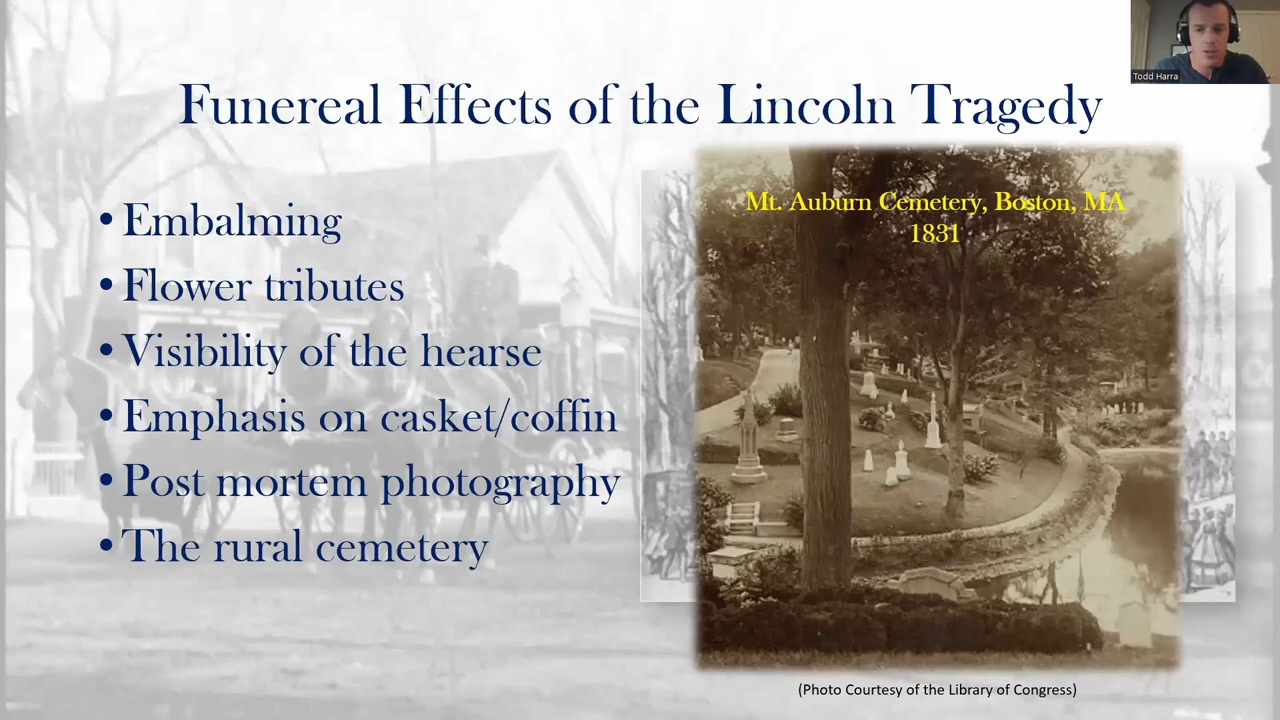 Todd Harra
Funereal Effects of the Lincoln Tragedy
• Embalming
• Flower tributes
• Visibility of the hearse
• Emphasis on casket/coffin
• Post mortem photography
• The rural cemetery
Mt. Auburn Cemetery, Boston, MA
1831
(Photo Courtesy of the Library of Congress)